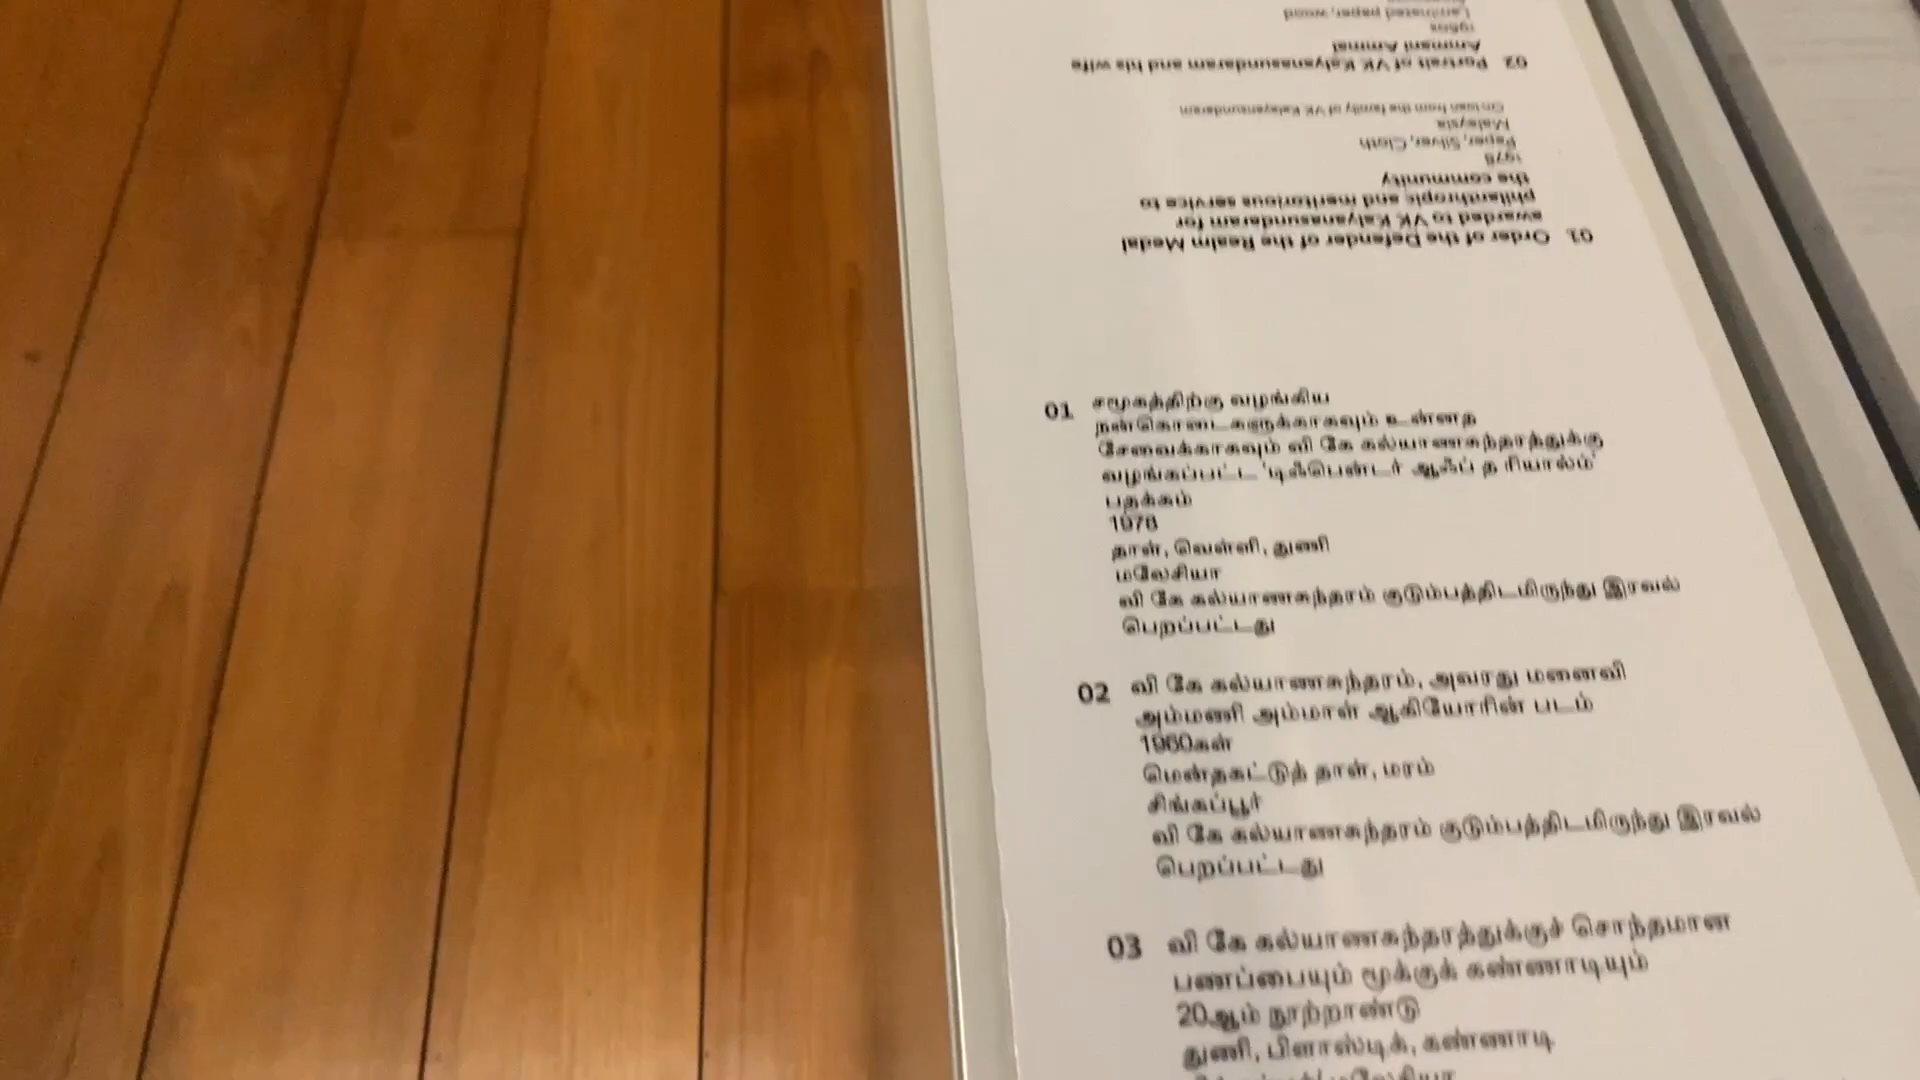 01 Order of the Defender of the Realm Medal
awarded to VK Kalyanasundaram for
philanthropic and meritorious service to
the community
1978
Paper, Silver, Cloth
Malaysia
On loan from the family of VK Kalyanasundaram
02 Portrait of VK Kalyanasundaram and his wife
Ammani Ammal
1960s
Laminated paper, wood
01 சமூகத்திற்கு வழங்கிய
நன்கொடைகளுக்காகவும் உன்னத
சேவைக்காகவும் வி கே கல்யாணசுந்தரத்துக்கு
வழங்கப்பட்ட 'டிஃபெண்டர் ஆஃப் த ரியால்ம்'
பதக்கம்
1978
தாள், வெள்ளி, துணி
மலேசியா
வி கே கல்யாணசுந்தரம் குடும்பத்திடமிருந்து இரவல்
பெறப்பட்டது
02 வி கே கல்யாணசுந்தரம், அவரது மனைவி
அம்மணி அம்மாள் ஆகியோரின் படம்
1960கள்
மென்தகட்டுத் தாள், மரம்
சிங்கப்பூர்
வி கே கல்யாணசுந்தரம் குடும்பத்திடமிருந்து இரவல்
பெறப்பட்டது
03 வி கே கல்யாணசுந்தரத்துக்குச் சொந்தமான
பணப்பையும் மூக்குக் கண்ணாடியும்
20ஆம் நூற்றாண்டு
துணி, பிளாஸ்டிக், கண்ணாடி